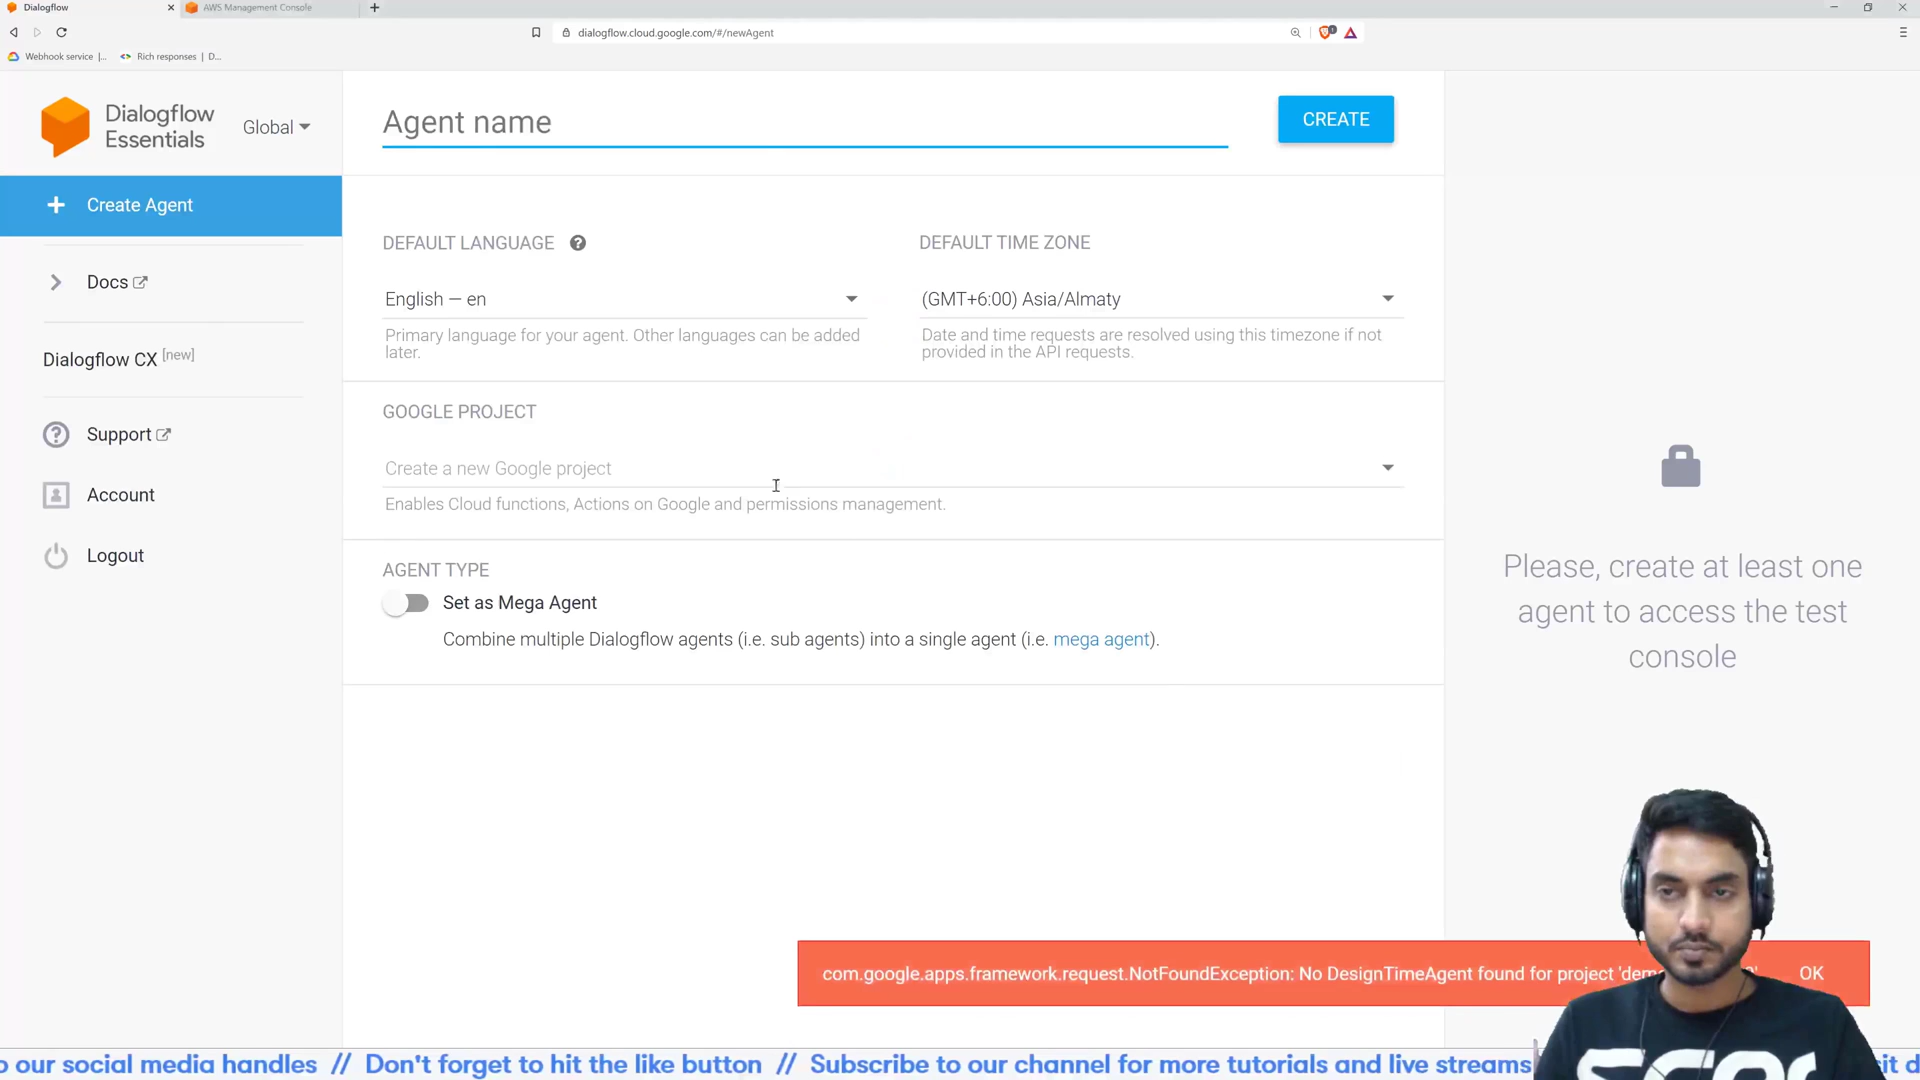 Dialogflow
AWS Management Console
dialogflow.cloud.google.com/#/newAgent
Webhook service |...
Rich responses | D...
Dialogflow
Essentials
Global
Agent name
CREATE
Create Agent
DEFAULT LANGUAGE
DEFAULT TIME ZONE
English — en
(GMT+6:00) Asia/Almaty
Primary language for your agent. Other languages can be added
later.
Date and time requests are resolved using this timezone if not
provided in the API requests.
Docs
Dialogflow CX [new]
GOOGLE PROJECT
Support
Create a new Google project
Enables Cloud functions, Actions on Google and permissions management.
Account
Logout
AGENT TYPE
Set as Mega Agent
Combine multiple Dialogflow agents (i.e. sub agents) into a single agent (i.e. mega agent).
Please, create at least one
agent to access the test
console
com.google.apps.framework.request.NotFoundException: No DesignTimeAgent found for project
OK
o our social media handles // Don't forget to hit the like button // Subscribe to our channel for more tutorials and live streams